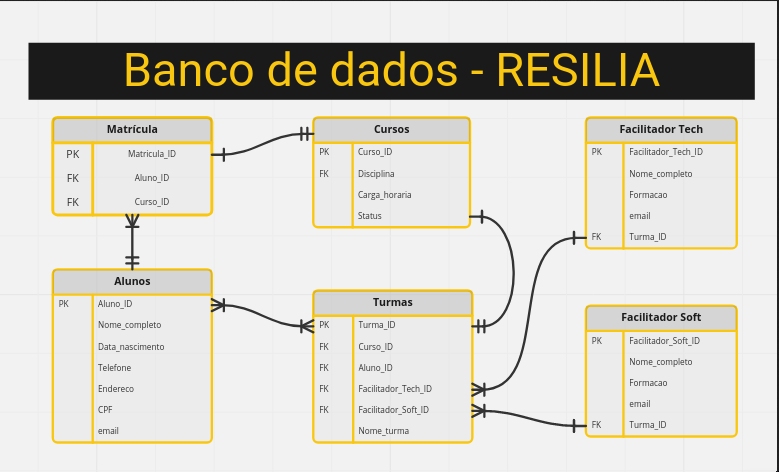 Banco de dados - RESILIA
Matrícula
PK Matricula_ID
FK Aluno_ID
FK Curso_ID
Cursos
PK Curso_ID
FK Disciplina
Carga_horaria
Status
Facilitador Tech
PK Facilitador_Tech_ID
Nome_completo
Formacao
email
FK Turma_ID
Alunos
PK Aluno_ID
Nome_completo
Data_nascimento
Telefone
Endereco
CPF
email
Turmas
PK Turma_ID
FK Curso_ID
FK Aluno_ID
FK Facilitador_Tech_ID
FK Facilitador_Soft_ID
Nome_turma
Facilitador Soft
PK Facilitador_Soft_ID
Nome_completo
Formacao
email
FK Turma_ID